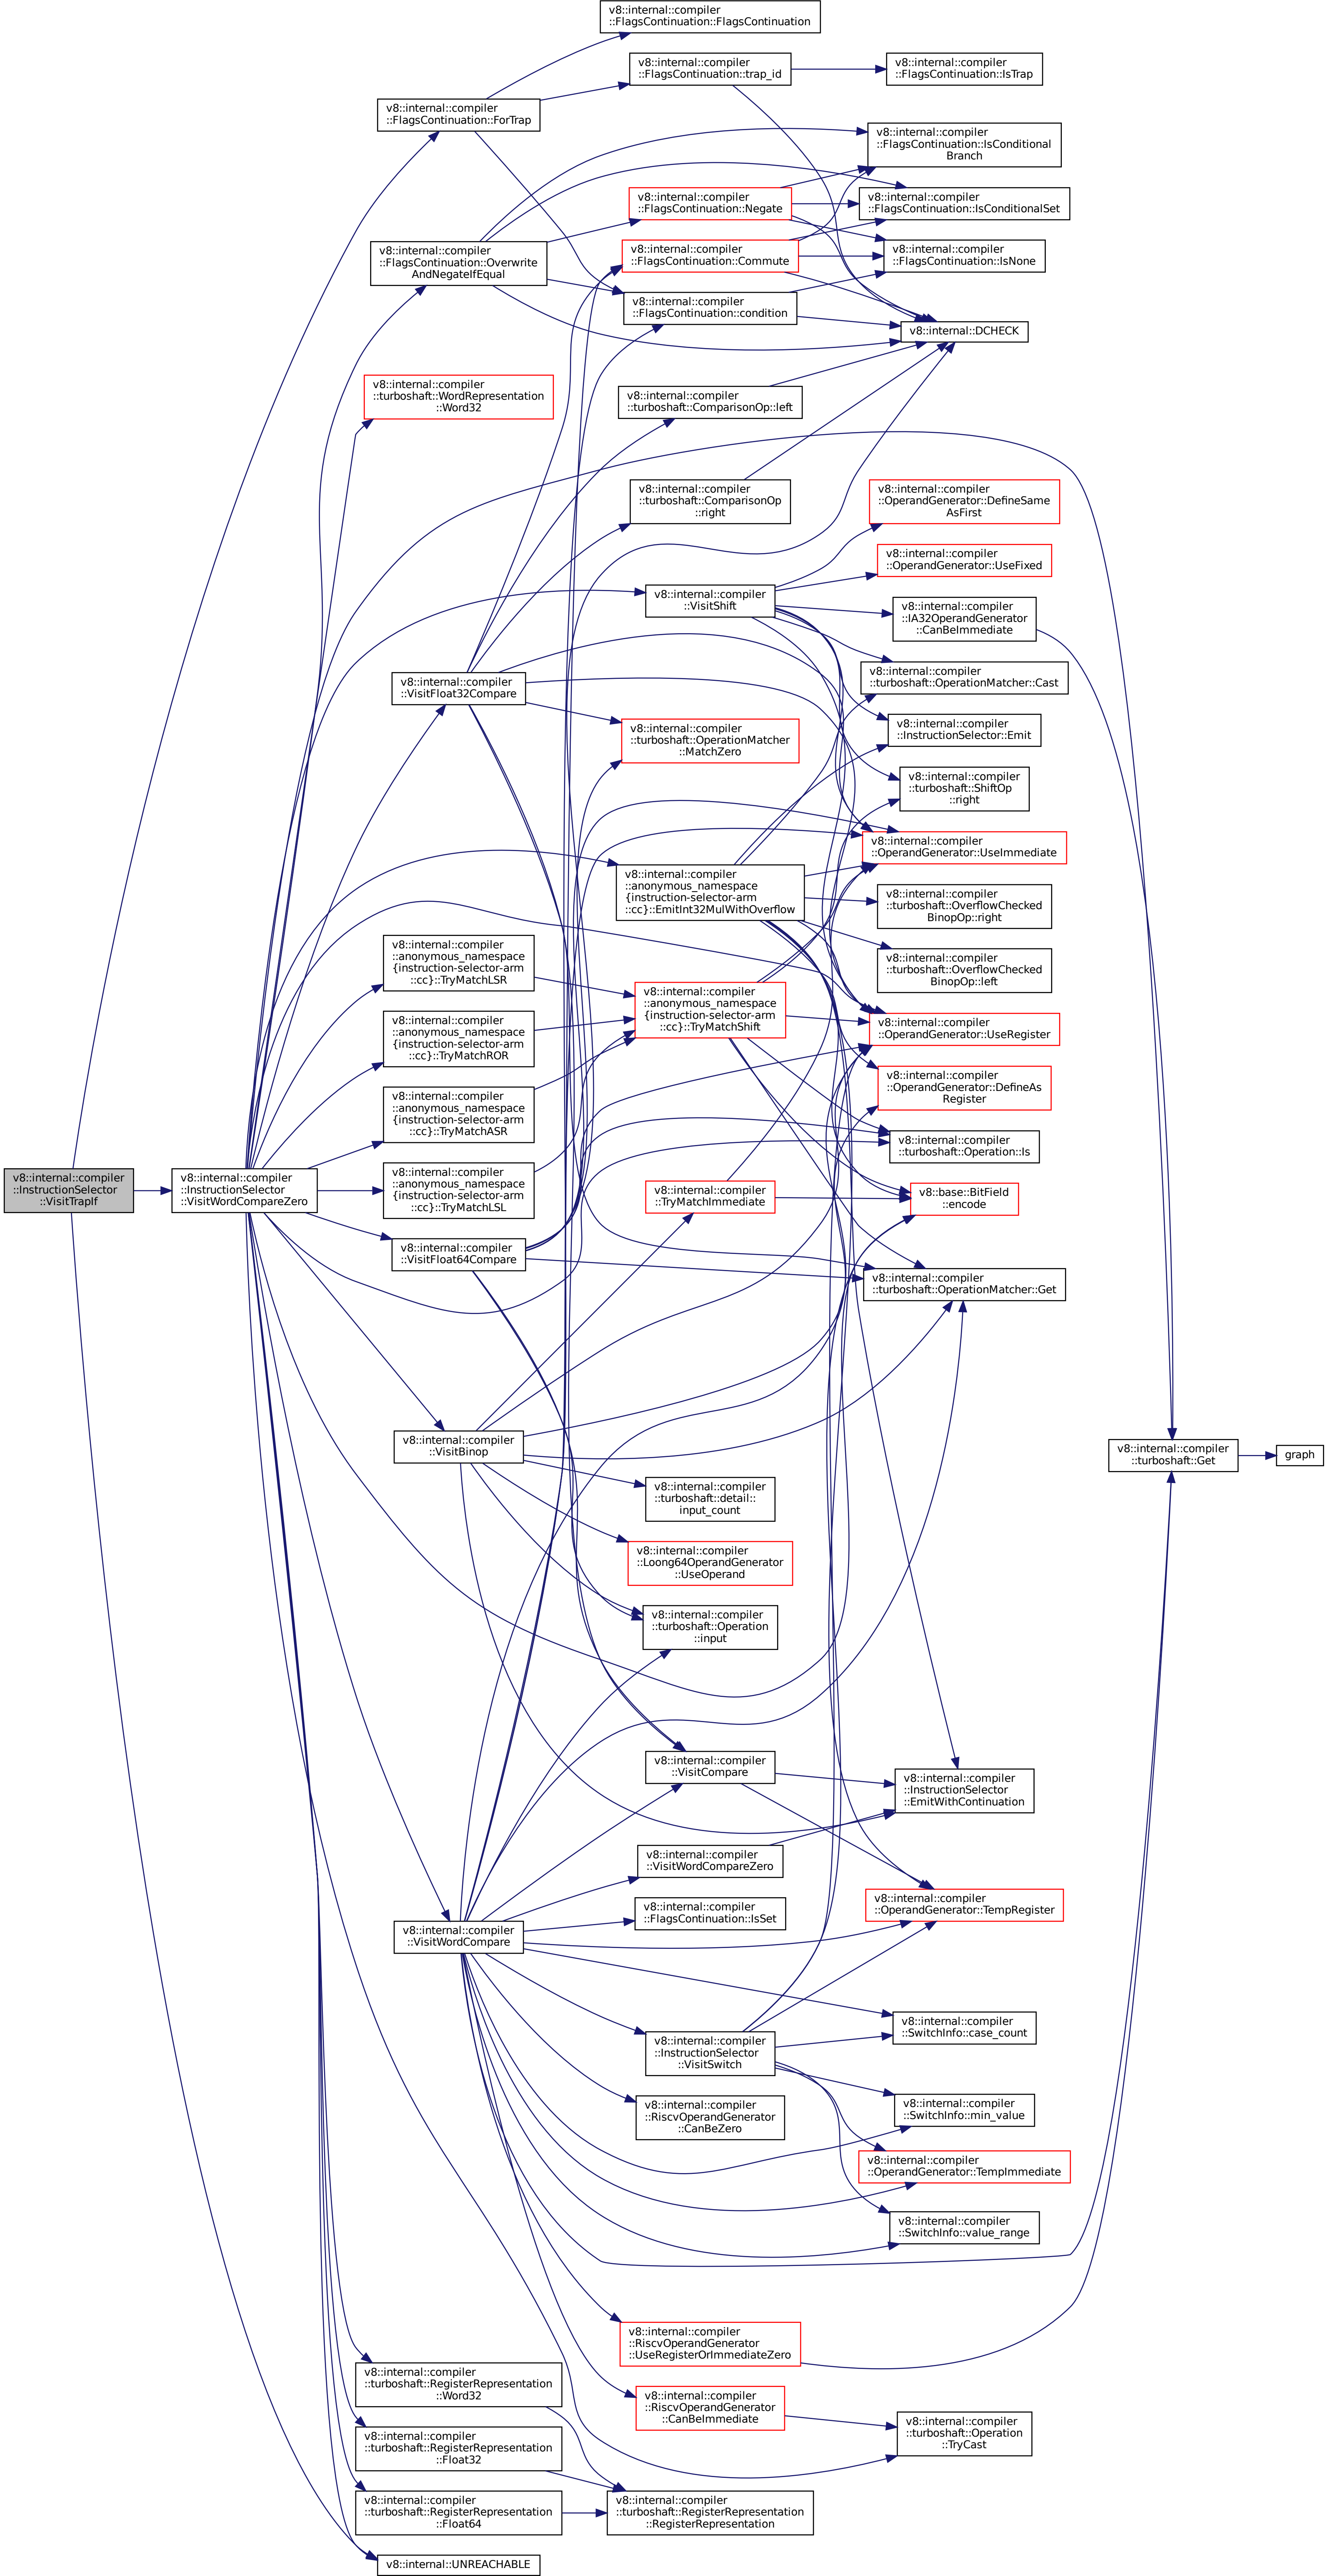 v8::internal::compiler
::FlagsContinuation::FlagsContinuation
v8::internal::compiler
::FlagsContinuation::trap_id
v8::internal::compiler
::FlagsContinuation::IsTrap
v8::internal::compiler
::FlagsContinuation::ForTrap
v8::internal::compiler
::FlagsContinuation::IsConditional
Branch
v8::internal::compiler
::FlagsContinuation::Negate
v8::internal::compiler
::FlagsContinuation::IsConditionalSet
v8::internal::compiler
::FlagsContinuation::Overwrite
AndNegateIfEqual
v8::internal::compiler
::FlagsContinuation::Commute
v8::internal::compiler
::FlagsContinuation::IsNone
v8::internal::compiler
::FlagsContinuation::condition
v8::internal::DCHECK
v8::internal::compiler
::turboshaft::WordRepresentation
::Word32
v8::internal::compiler
::turboshaft::ComparisonOp::left
v8::internal::compiler
::turboshaft::ComparisonOp
::right
v8::internal::compiler
::OperandGenerator::DefineSame
AsFirst
v8::internal::compiler
::OperandGenerator::UseFixed
v8::internal::compiler
::VisitShift
v8::internal::compiler
::IA32OperandGenerator
::CanBeImmediate
v8::internal::compiler
::VisitFloat32Compare
v8::internal::compiler
::turboshaft::OperationMatcher::Cast
v8::internal::compiler
::turboshaft::OperationMatcher
::MatchZero
v8::internal::compiler
::InstructionSelector::Emit
v8::internal::compiler
::turboshaft::ShiftOp
::right
v8::internal::compiler
::OperandGenerator::UseImmediate
v8::internal::compiler
::anonymous_namespace
{instruction-selector-arm
::cc}::EmitInt32MulWithOverflow
v8::internal::compiler
::turboshaft::OverflowChecked
BinopOp::right
v8::internal::compiler
::anonymous_namespace
{instruction-selector-arm
::cc}::TryMatchLSR
v8::internal::compiler
::turboshaft::OverflowChecked
BinopOp::left
v8::internal::compiler
::anonymous_namespace
{instruction-selector-arm
::cc}::TryMatchROR
v8::internal::compiler
::anonymous_namespace
{instruction-selector-arm
::cc}::TryMatchShift
v8::internal::compiler
::OperandGenerator::UseRegister
v8::internal::compiler
::anonymous_namespace
{instruction-selector-arm
::cc}::TryMatchASR
v8::internal::compiler
::OperandGenerator::DefineAs
Register
v8::internal::compiler
::turboshaft::Operation::Is
v8::internal::compiler
::InstructionSelector
::VisitTrapIf
v8::internal::compiler
::InstructionSelector
::VisitWordCompareZero
v8::internal::compiler
::anonymous_namespace
{instruction-selector-arm
::cc}::TryMatchLSL
v8::internal::compiler
::TryMatchImmediate
v8::base::BitField
::encode
v8::internal::compiler
::VisitFloat64Compare
v8::internal::compiler
::turboshaft::OperationMatcher::Get
v8::internal::compiler
::VisitBinop
v8::internal::compiler
::turboshaft::Get
graph
v8::internal::compiler
::turboshaft::detail::
input_count
v8::internal::compiler
::Loong64OperandGenerator
::UseOperand
v8::internal::compiler
::turboshaft::Operation
::input
v8::internal::compiler
::VisitCompare
v8::internal::compiler
::InstructionSelector
::EmitWithContinuation
v8::internal::compiler
::VisitWordCompareZero
v8::internal::compiler
::OperandGenerator::TempRegister
v8::internal::compiler
::FlagsContinuation::IsSet
v8::internal::compiler
::VisitWordCompare
v8::internal::compiler
::SwitchInfo::case_count
v8::internal::compiler
::InstructionSelector
::VisitSwitch
v8::internal::compiler
::SwitchInfo::min_value
v8::internal::compiler
::RiscvOperandGenerator
::CanBeZero
v8::internal::compiler
::OperandGenerator::TempImmediate
v8::internal::compiler
::SwitchInfo::value_range
v8::internal::compiler
::RiscvOperandGenerator
::UseRegisterOrImmediateZero
v8::internal::compiler
::turboshaft::RegisterRepresentation
::Word32
v8::internal::compiler
::RiscvOperandGenerator
::CanBeImmediate
v8::internal::compiler
::turboshaft::Operation
::TryCast
v8::internal::compiler
::turboshaft::RegisterRepresentation
::Float32
v8::internal::compiler
::turboshaft::RegisterRepresentation
::Float64
v8::internal::compiler
::turboshaft::RegisterRepresentation
::RegisterRepresentation
v8::internal::UNREACHABLE